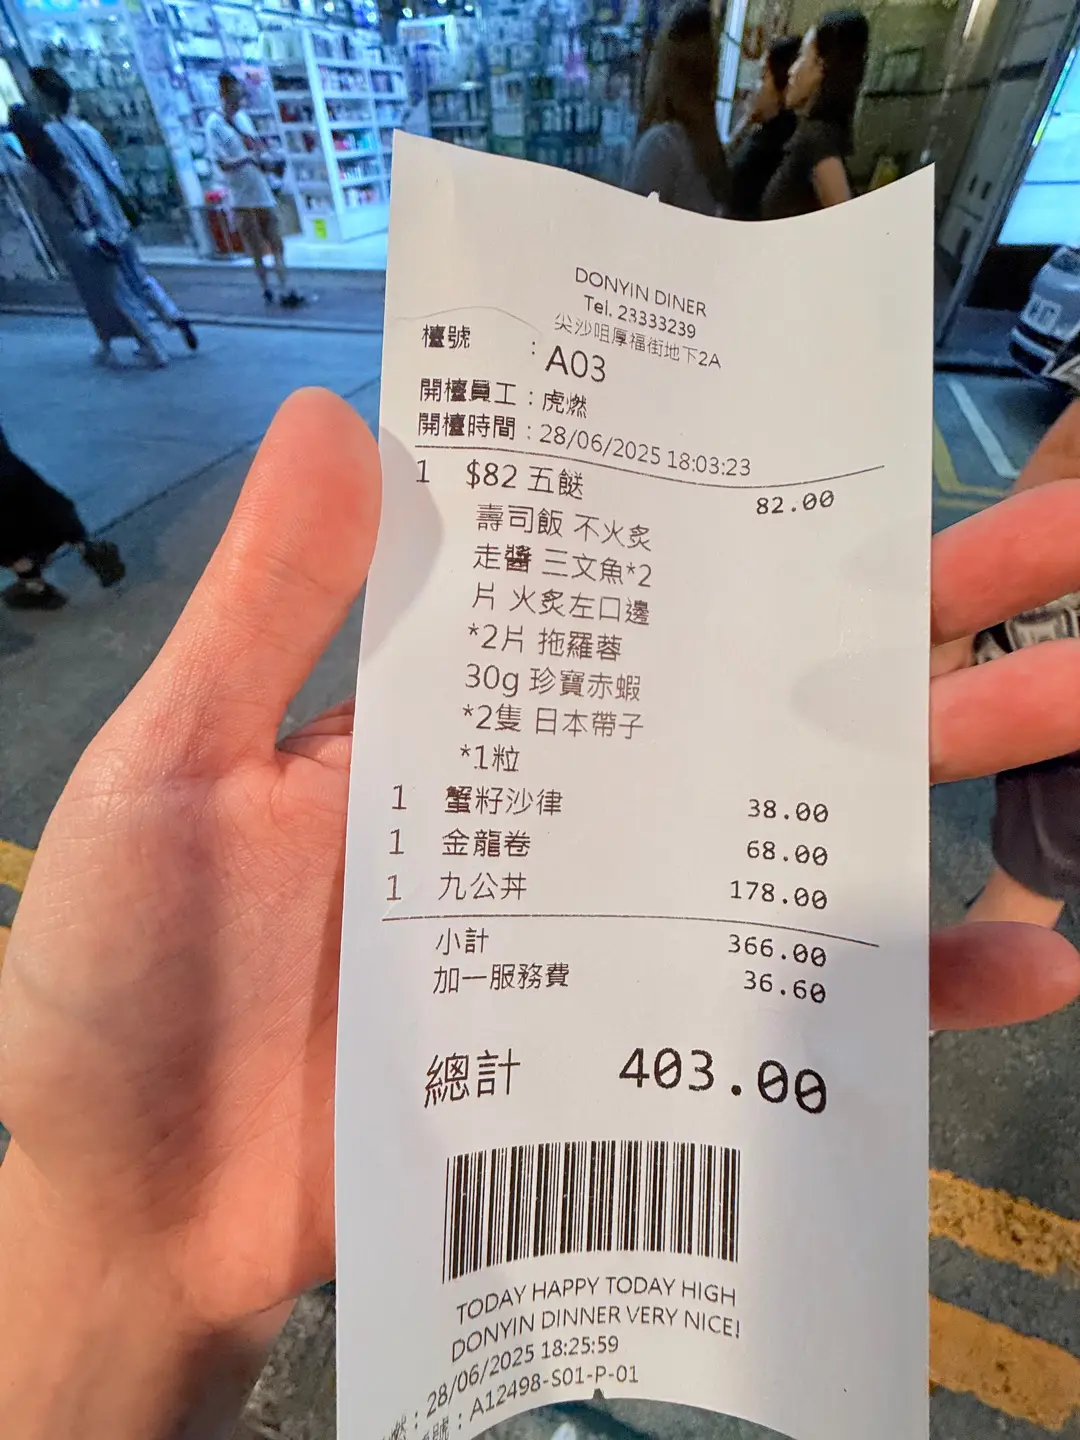 DONYIN DINER
Tel. 23333239
尖沙咀厚福街地下2A
檯號 : A03
開檯員工 : 虎燃
開檯時間 : 28/06/2025 18:03:23
1 $82 五餸 82.00
壽司飯 不火炙
走醬 三文魚*2
片 火炙左口邊
*2片 拖羅蓉
30g 珍寶赤蝦
*2隻 日本帶子
*1粒
1 蟹籽沙律 38.00
1 金龍卷 68.00
1 九公丼 178.00
小計 366.00
加一服務費 36.60
總計 403.00
TODAY HAPPY TODAY HIGH
DONYIN DINNER VERY NICE!
燃 : 28/06/2025 18:25:59
號 : A12498-S01-P-01